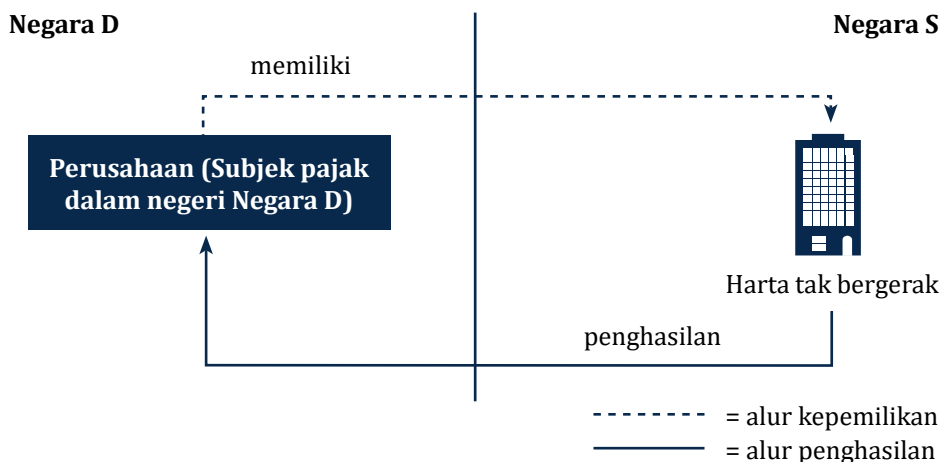 Negara D
Negara S
memiliki
Perusahaan (Subjek pajak
dalam negeri Negara D)
Harta tak bergerak
penghasilan
= alur kepemilikan
= alur penghasilan